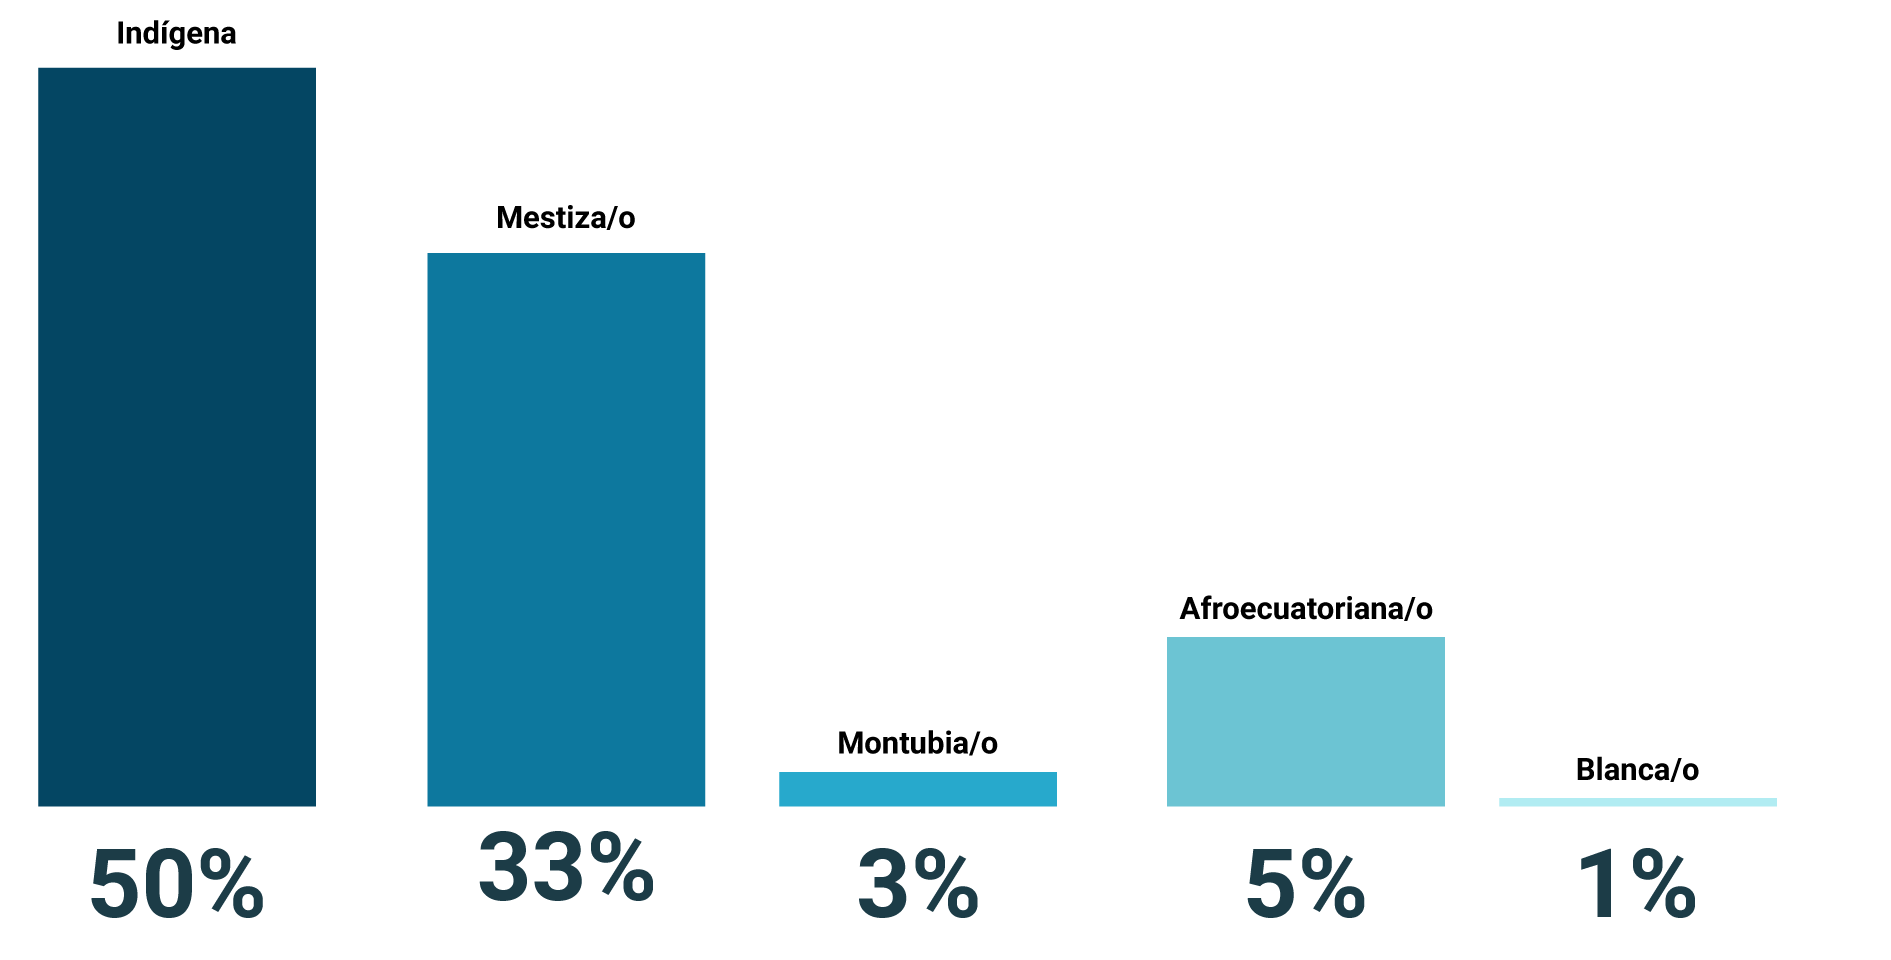 Indígena
Mestiza/o
Montubia/o
Afroecuatoriana/o
Blanca/o
50%
33%
3%
5%
1%